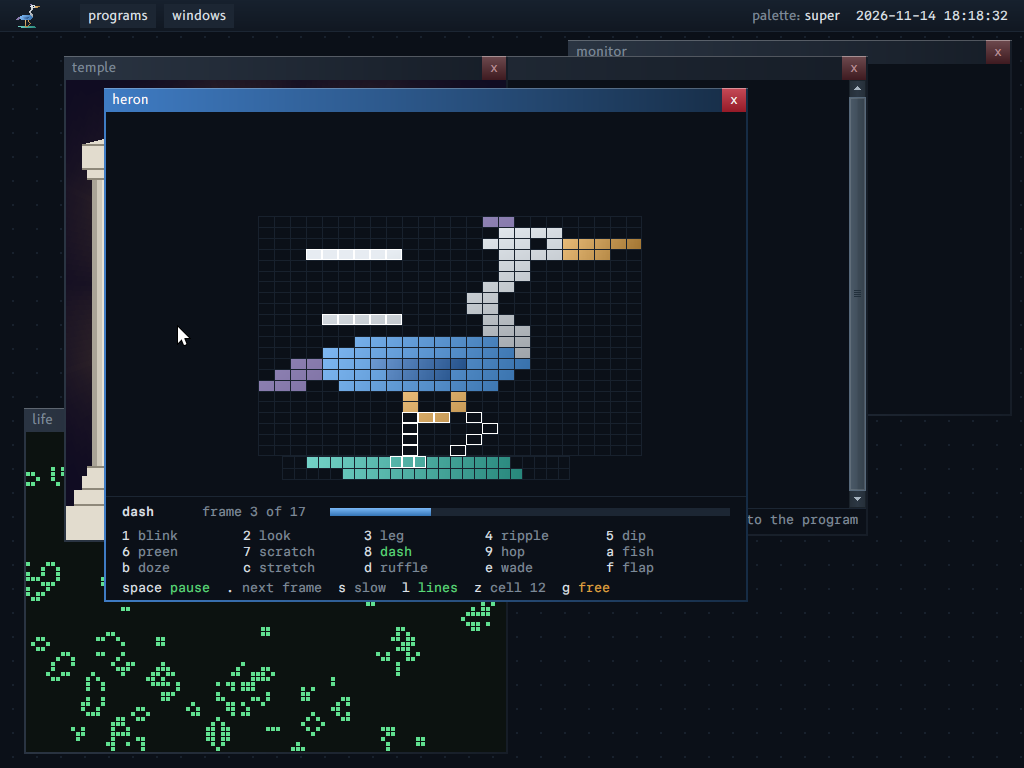 programs windows palette: super 2026-11-14 18:18:32
monitor x
temple x x
heron x
life
dash frame 3 of 17
1 blink 2 look 3 leg 4 ripple 5 dip
6 preen 7 scratch 8 dash 9 hop a fish
b doze c stretch d ruffle e wade f flap
space pause . next frame s slow l lines z cell 12 g free
to the program